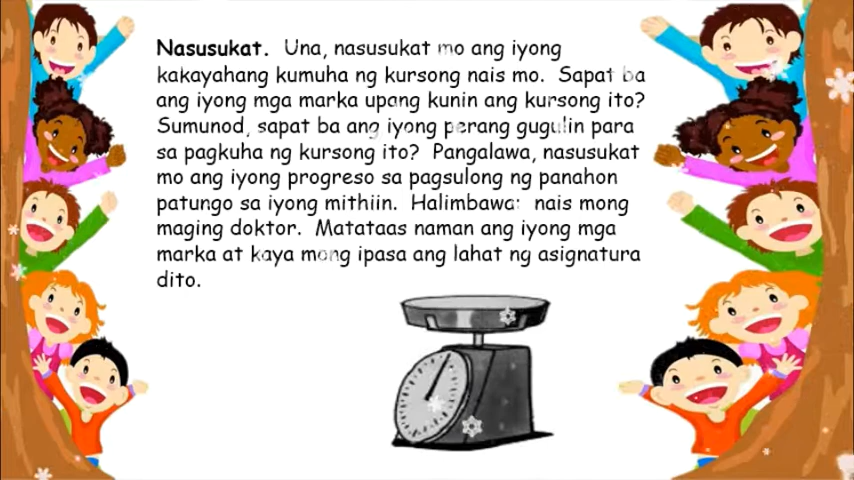 Nasusukat.  Una, nasusukat mo ang iyong
kakayahang kumuha ng kursong nais mo.  Sapat ba
ang iyong mga marka upang kunin ang kursong ito?
Sumunod, sapat ba ang iyong perang gugulin para
sa pagkuha ng kursong ito?  Pangalawa, nasusukat
mo ang iyong progreso sa pagsulong ng panahon
patungo sa iyong mithiin.  Halimbawa:  nais mong
maging doktor.  Matataas naman ang iyong mga
marka at kaya mong ipasa ang lahat ng asignatura
dito.